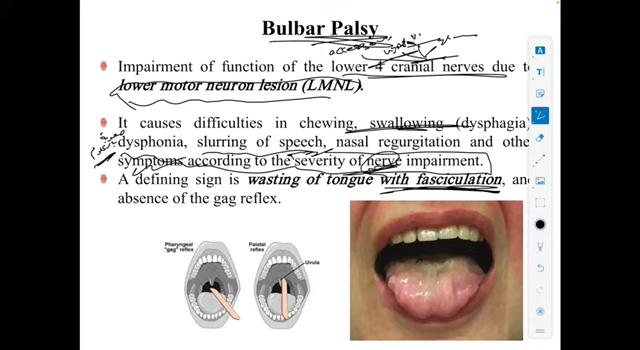 Bulbar Palsy
Impairment of function of the lower 4 cranial nerves due to
lower motor neuron lesion (LMNL).
It causes difficulties in chewing, swallowing (dysphagia)
dysphonia, slurring of speech, nasal regurgitation and other
symptoms according to the severity of nerve impairment.
A defining sign is wasting of tongue with fasciculation, and
absence of the gag reflex.
Pharyngeal
"gag" reflex
Palatal
reflex
Uvula
A
T